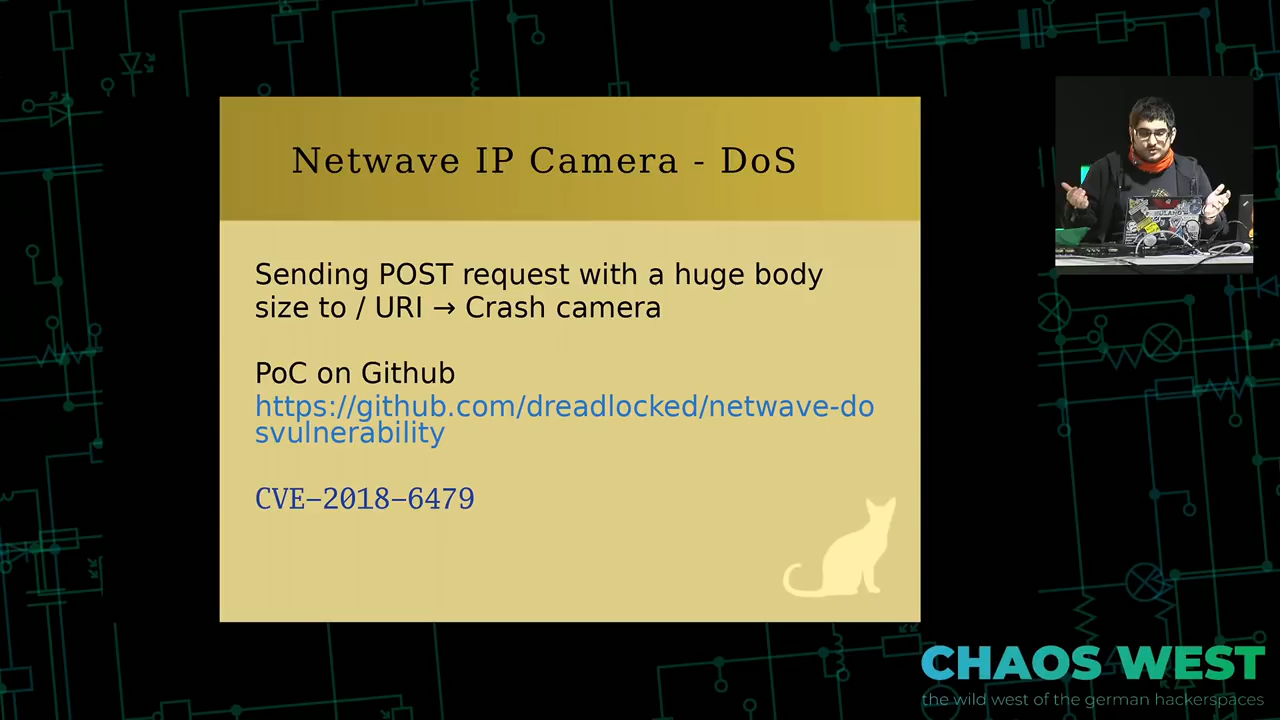 Netwave IP Camera - DoS
Sending POST request with a huge body
size to / URI → Crash camera
PoC on Github
https://github.com/dreadlocked/netwave-do
svulnerability
CVE–2018–6479
CHAOS WEST
the wild west of the german hackerspaces